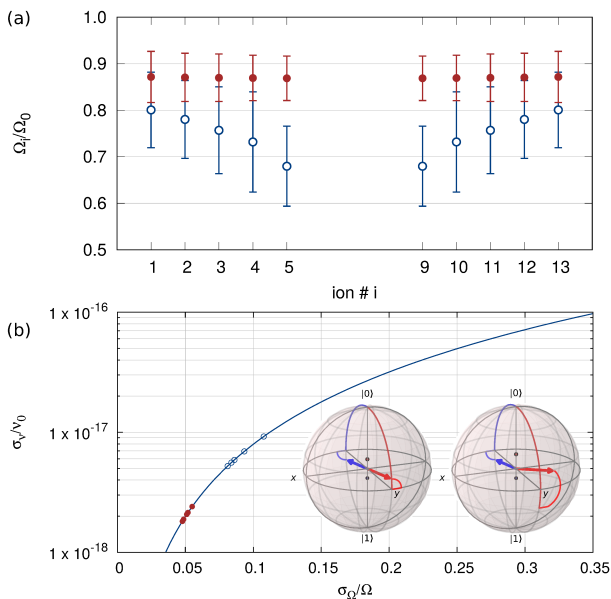 (a)
1.0
0.9
0.8
0.7
0.6
0.5
Ωᵢ/Ω₀
1 2 3 4 5 9 10 11 12 13
ion # i
(b)
1 x 10⁻¹⁶
1 x 10⁻¹⁷
1 x 10⁻¹⁸
σᵥ/ν₀
|0⟩ |0⟩
x y x y
|1⟩ |1⟩
0 0.05 0.1 0.15 0.2 0.25 0.3 0.35
σ_Ω/Ω